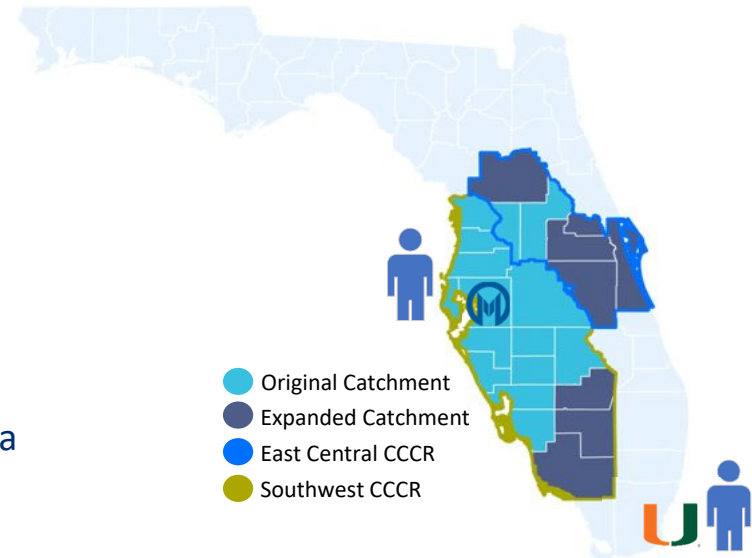 Original Catchment
Expanded Catchment
a
East Central CCCR
Southwest CCCR
U